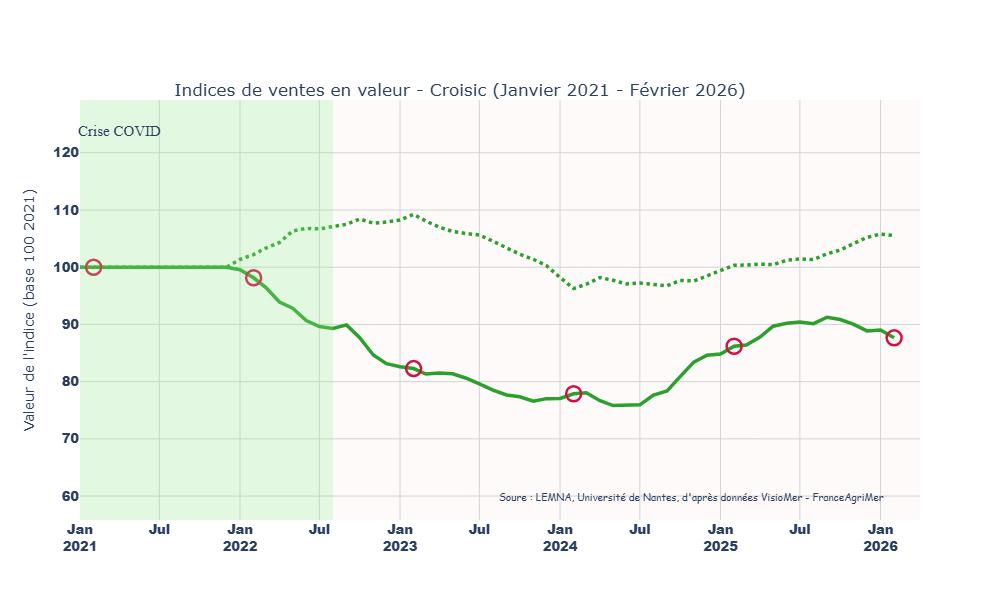 Indices de ventes en valeur - Croisic (Janvier 2021 - Février 2026)
Crise COVID
Valeur de l'indice (base 100 2021)
120
110
100
90
80
70
60
Soure : LEMNA, Université de Nantes, d'après données VisioMer - FranceAgriMer
Jan Jul Jan Jul Jan Jul Jan Jul Jan Jul Jan
2021 2022 2023 2024 2025 2026